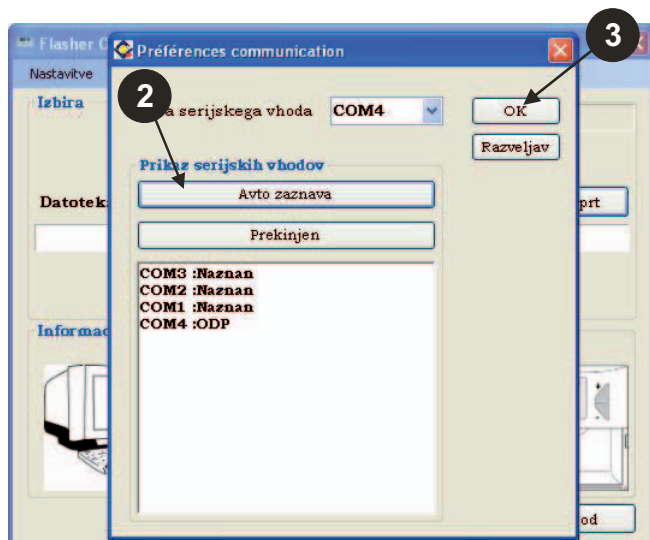 Flasher
Préférences communication
3
Nastavitve
Izbira
2
a serijskega vhoda COM4
OK
Razveljav
Prikaz serijskih vhodov
Datotek
Avto zaznava
prt
Prekinjen
COM3 :Naznan
COM2 :Naznan
COM1 :Naznan
COM4 :ODP
Informac
od